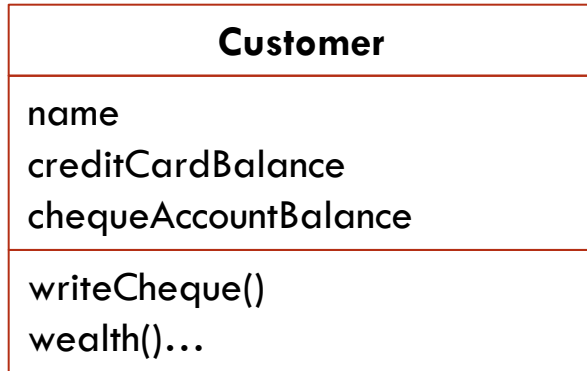 Customer
name
creditCardBalance
chequeAccountBalance
writeCheque()
wealth()...